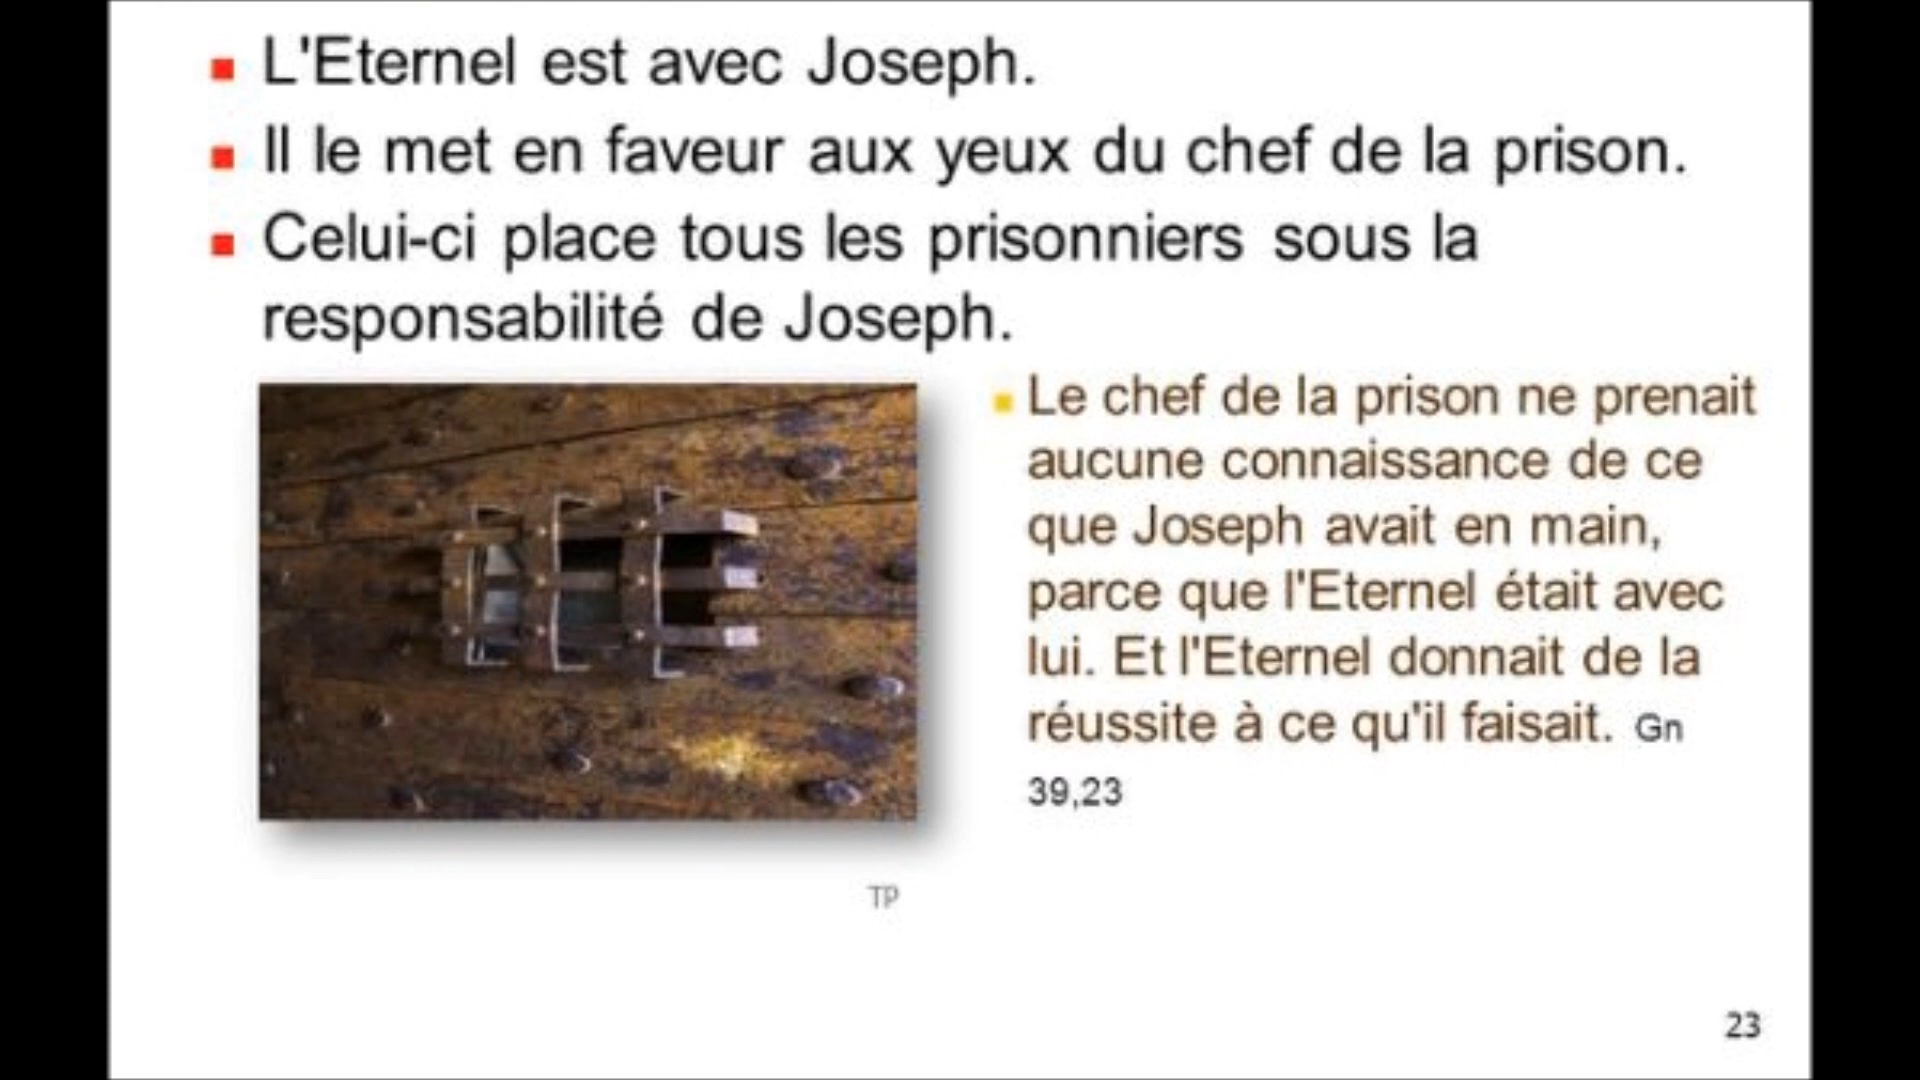 L'Eternel est avec Joseph.
Il le met en faveur aux yeux du chef de la prison.
Celui-ci place tous les prisonniers sous la
responsabilité de Joseph.
Le chef de la prison ne prenait
aucune connaissance de ce
que Joseph avait en main,
parce que l'Eternel était avec
lui. Et l'Eternel donnait de la
réussite à ce qu'il faisait. Gn
39,23
TP
23